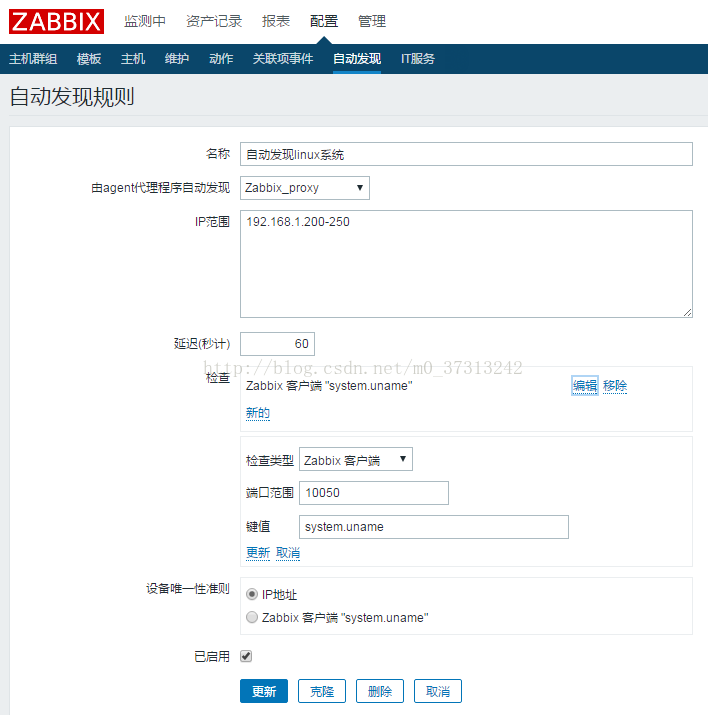 ZABBIX 监测中 资产记录 报表 配置 管理
主机群组 模板 主机 维护 动作 关联项事件 自动发现 IT服务
自动发现规则
名称 自动发现linux系统
由agent代理程序自动发现 Zabbix_proxy
IP范围 192.168.1.200-250
延迟(秒计) 60
http://blog.csdn.net/m0_37313242
检查 Zabbix 客户端 "system.uname" 编辑 移除
新的
检查类型 Zabbix 客户端
端口范围 10050
键值 system.uname
更新 取消
设备唯一性准则 IP地址
Zabbix 客户端 "system.uname"
已启用
更新 克隆 删除 取消